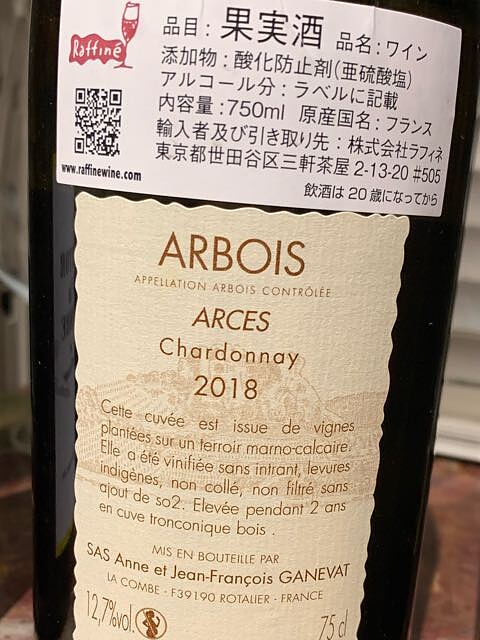 Raffiné
品目：果実酒 品名：ワイン
添加物：酸化防止剤(亜硫酸塩)
アルコール分：ラベルに記載
内容量：750ml 原産国名：フランス
輸入者及び引き取り先：株式会社ラフィネ
東京都世田谷区三軒茶屋 2-13-20 #505
www.raffinewine.com
飲酒は 20 歳になってから
ARBOIS
APPELLATION ARBOIS CONTRÔLÉE
ARCES
Chardonnay
2018
Cette cuvée est issue de vignes
plantées sur un terroir marno-calcaire.
Elle a été vinifiée sans intrant, levures
indigènes, non collé, non filtré sans
ajout de so2. Elevée pendant 2 ans
en cuve tronconique bois .
MIS EN BOUTEILLE PAR
SAS Anne et Jean-François GANEVAT
LA COMBE - F39190 ROTALIER - FRANCE
12,7%vol. 75 cl